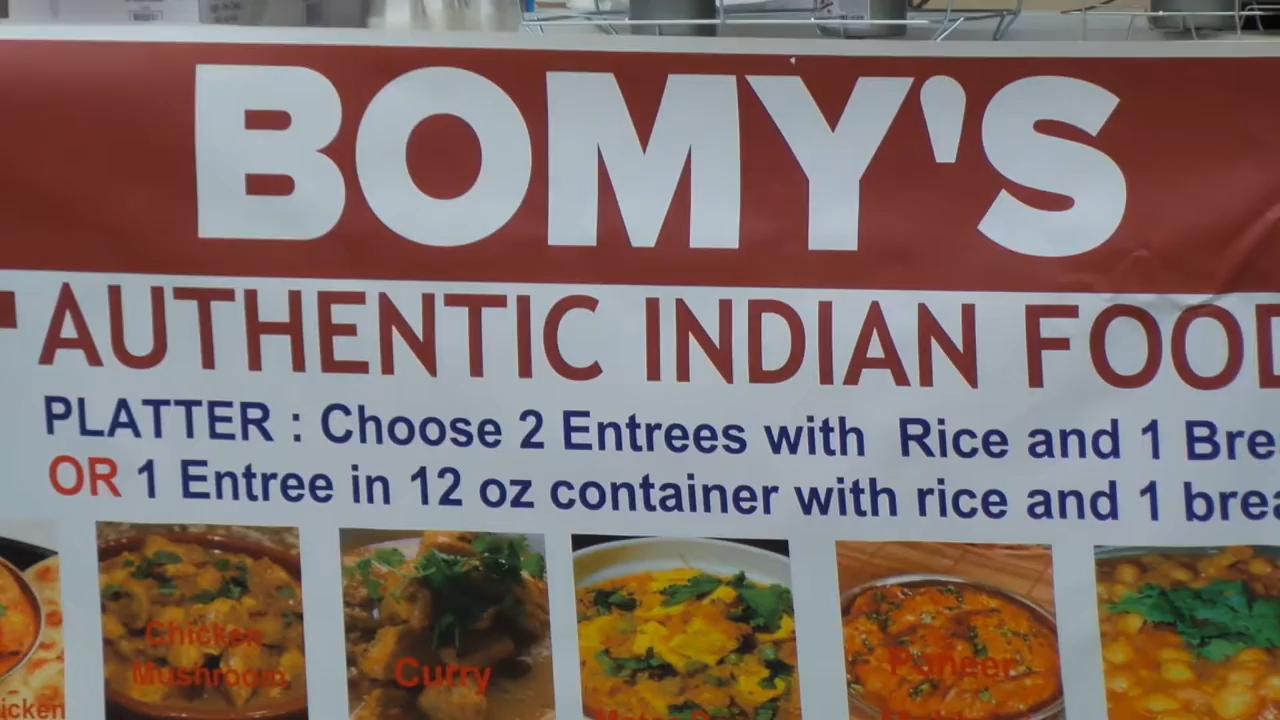 BOMY'S
AUTHENTIC INDIAN FOOD
PLATTER : Choose 2 Entrees with Rice and 1 Bre
OR 1 Entree in 12 oz container with rice and 1 brea
Chicken
Mushroom
Curry
Paneer
icken